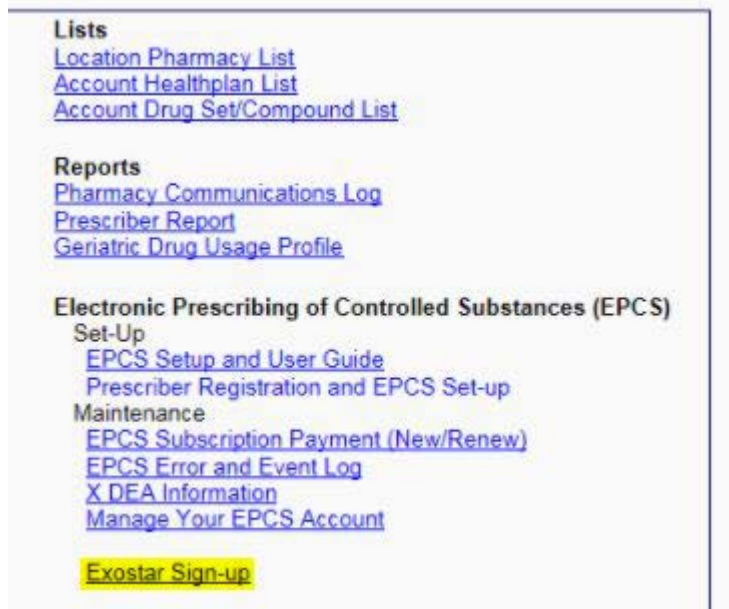 Lists
Location Pharmacy List
Account Healthplan List
Account Drug Set/Compound List
Reports
Pharmacy Communications Log
Prescriber Report
Geriatric Drug Usage Profile
Electronic Prescribing of Controlled Substances (EPCS)
Set-Up
EPCS Setup and User Guide
Prescriber Registration and EPCS Set-up
Maintenance
EPCS Subscription Payment (New/Renew)
EPCS Error and Event Log
X DEA Information
Manage Your EPCS Account
Exostar Sign-up